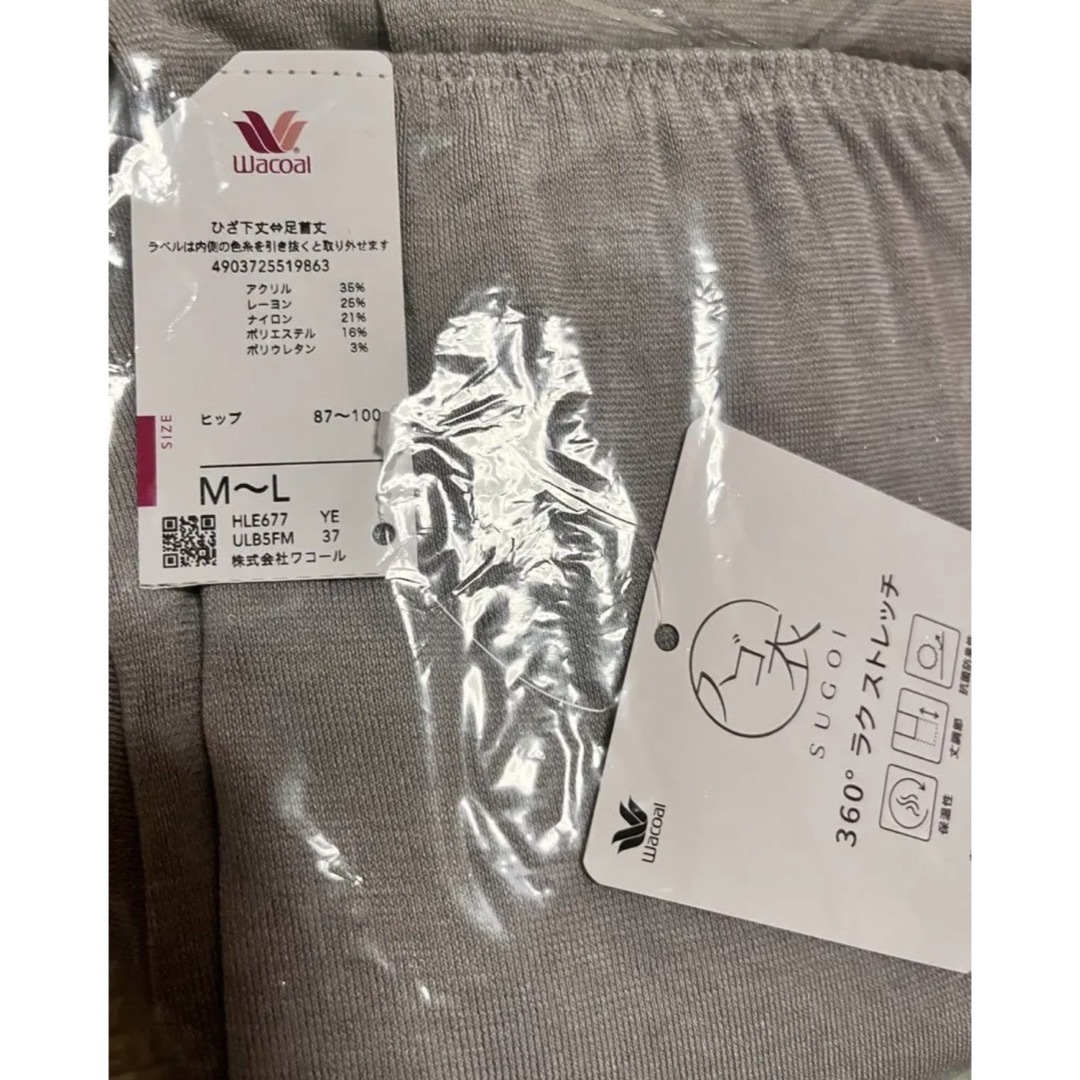 Wacoal
ひざ下丈⇔足首丈
ラベルは内側の色糸を引き抜くと取り外せます
4903725519863
アクリル 35%
レーヨン 25%
ナイロン 21%
ポリエステル 16%
ポリウレタン 3%
SIZE
ヒップ 87〜100
M〜L
HLE677 YE
ULB5FM 37
株式会社ワコール
スゴ衣
SUGOI
360° ラクストレッチ
保温性
丈調節
抗菌防臭性
Wacoal